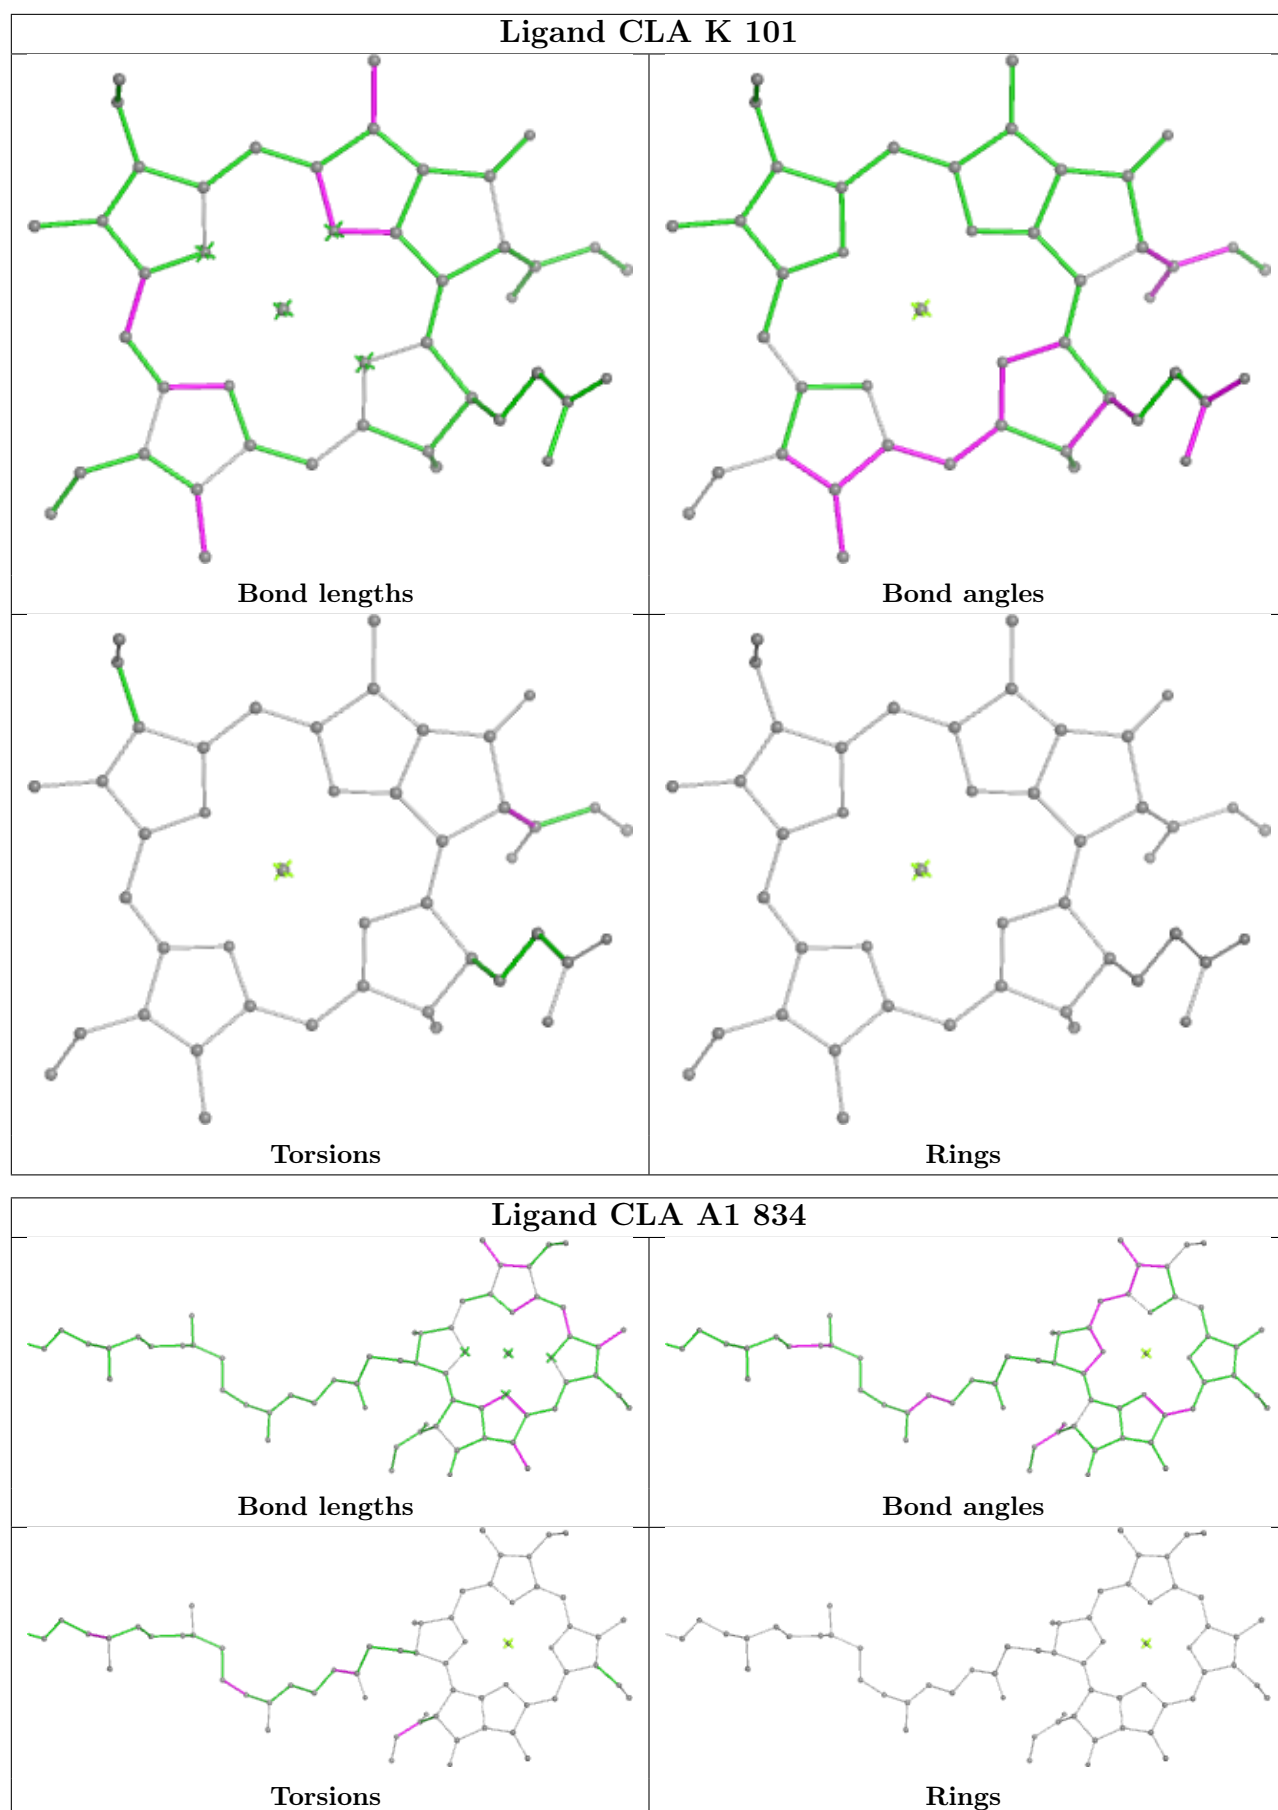 Ligand CLA K 101
Bond lengths
Bond angles
Torsions
Rings
Ligand CLA A1 834
Bond lengths
Bond angles
Torsions
Rings